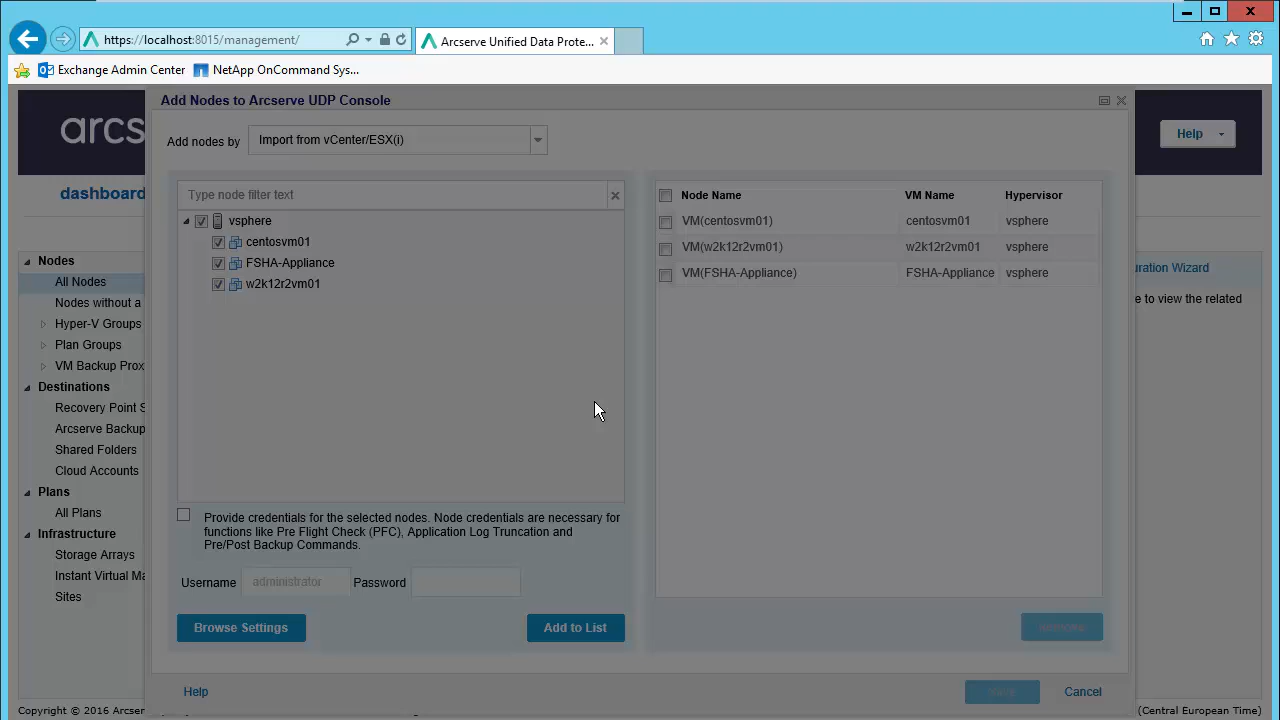 https://localhost:8015/management/
Arcserve Unified Data Prote...
Exchange Admin Center
NetApp OnCommand Sys...
Add Nodes to Arcserve UDP Console
arcs
Help
Add nodes by
Import from vCenter/ESX(i)
dashboard
Type node filter text
Node Name VM Name Hypervisor
vsphere
centosvm01
FSHA-Appliance
w2k12r2vm01
VM(centosvm01) centosvm01 vsphere
VM(w2k12r2vm01) w2k12r2vm01 vsphere
VM(FSHA-Appliance) FSHA-Appliance vsphere
Nodes
All Nodes
Nodes without a
Hyper-V Groups
Plan Groups
VM Backup Prox
Destinations
Recovery Point S
Arcserve Backup
Shared Folders
Cloud Accounts
Plans
All Plans
Infrastructure
Storage Arrays
Instant Virtual Ma
Sites
uration Wizard
e to view the related
Provide credentials for the selected nodes. Node credentials are necessary for
functions like Pre Flight Check (PFC), Application Log Truncation and
Pre/Post Backup Commands.
Username administrator Password
Browse Settings
Add to List
Help
Cancel
Copyright © 2016 Arcser
(Central European Time)